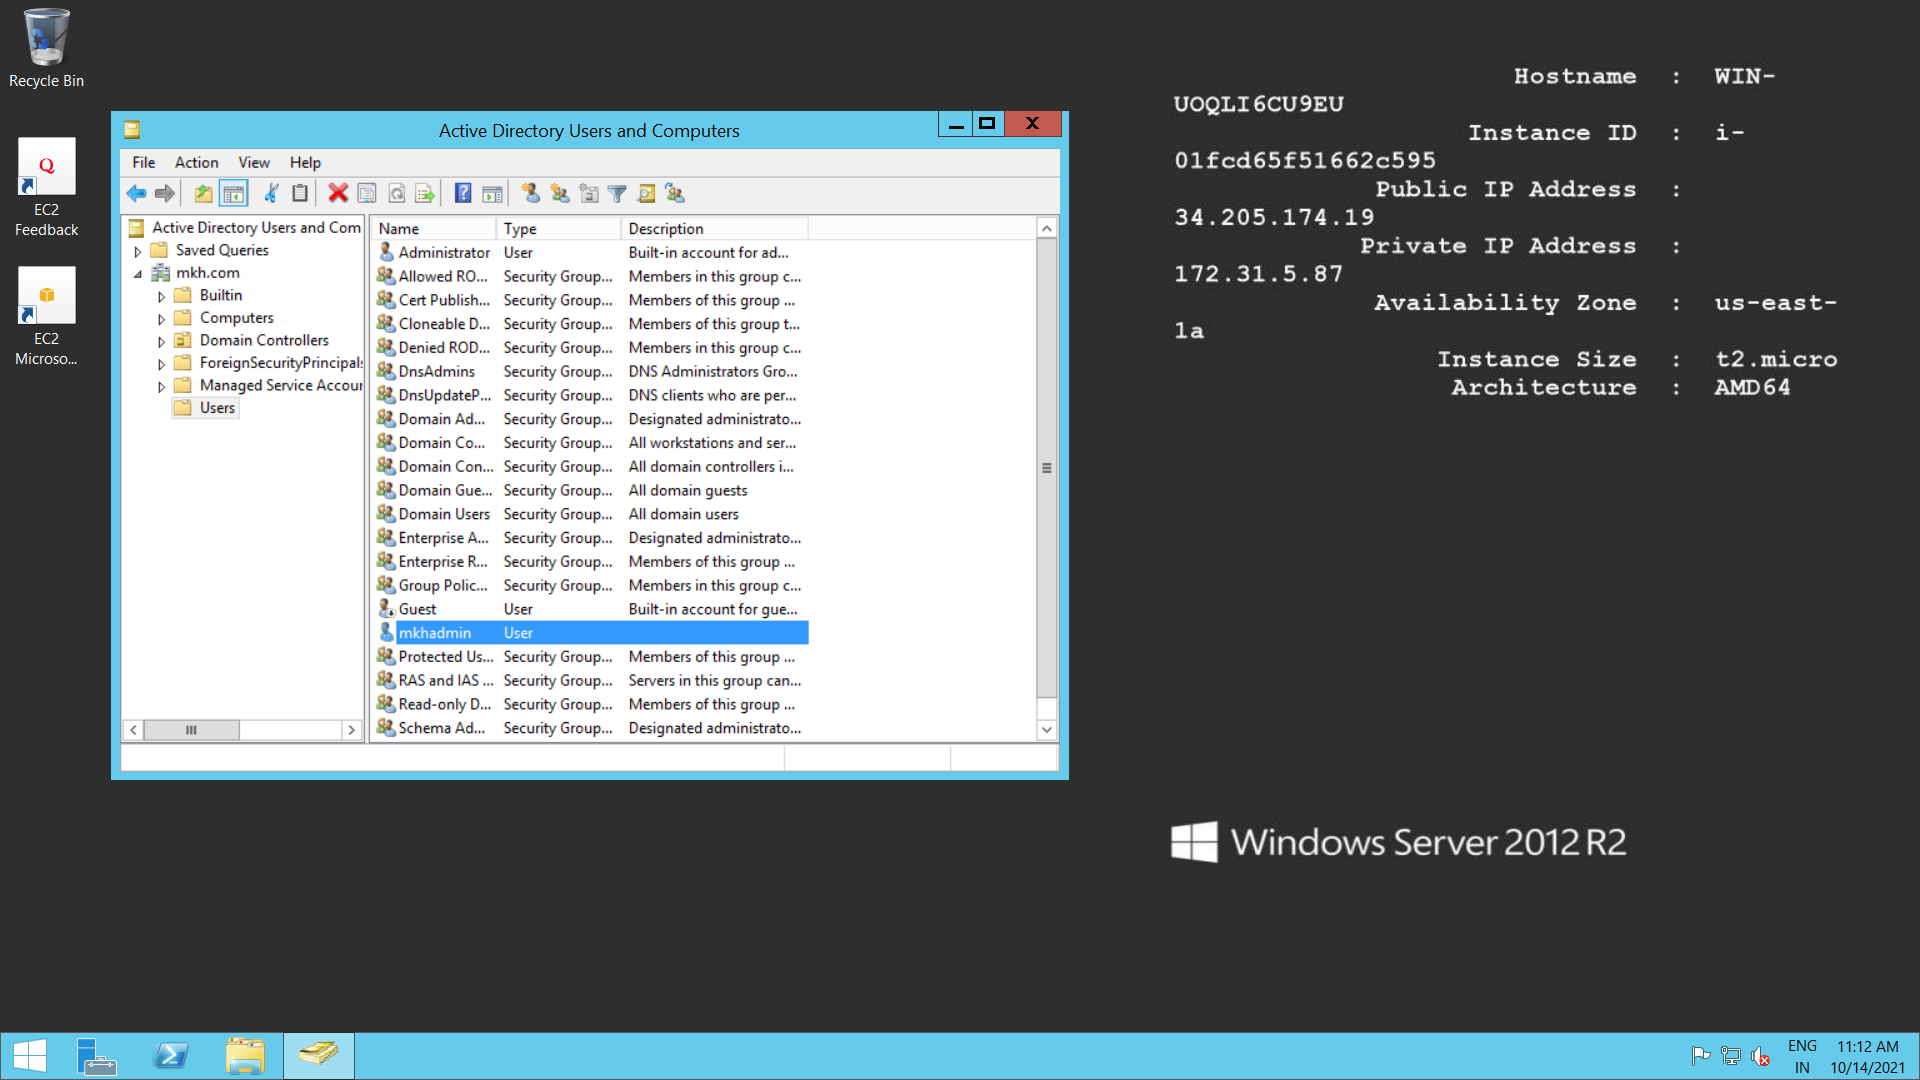 Recycle Bin
EC2
Feedback
EC2
Microso...
Active Directory Users and Computers
File Action View Help
Active Directory Users and Com
Saved Queries
mkh.com
Builtin
Computers
Domain Controllers
ForeignSecurityPrincipals
Managed Service Accour
Users
Name Type Description
Administrator User Built-in account for ad...
Allowed RO... Security Group... Members in this group c...
Cert Publish... Security Group... Members of this group ...
Cloneable D... Security Group... Members of this group t...
Denied ROD... Security Group... Members in this group c...
DnsAdmins Security Group... DNS Administrators Gro...
DnsUpdateP... Security Group... DNS clients who are per...
Domain Ad... Security Group... Designated administrato...
Domain Co... Security Group... All workstations and ser...
Domain Con... Security Group... All domain controllers i...
Domain Gue... Security Group... All domain guests
Domain Users Security Group... All domain users
Enterprise A... Security Group... Designated administrato...
Enterprise R... Security Group... Members of this group ...
Group Polic... Security Group... Members in this group c...
Guest User Built-in account for gue...
mkhadmin User
Protected Us... Security Group... Members of this group ...
RAS and IAS ... Security Group... Servers in this group can...
Read-only D... Security Group... Members of this group ...
Schema Ad... Security Group... Designated administrato...
Hostname : WIN-
UOQLI6CU9EU
Instance ID : i-
01fcd65f51662c595
Public IP Address :
34.205.174.19
Private IP Address :
172.31.5.87
Availability Zone : us-east-
1a
Instance Size : t2.micro
Architecture : AMD64
Windows Server 2012 R2
ENG
IN
11:12 AM
10/14/2021